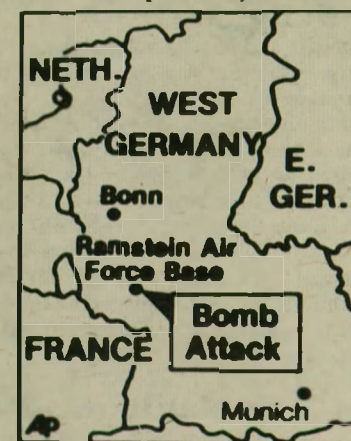 NETH.
WEST
GERMANY
E.
GER.
Bonn
Ramstein Air
Force Base
Bomb
Attack
FRANCE
Munich
AP